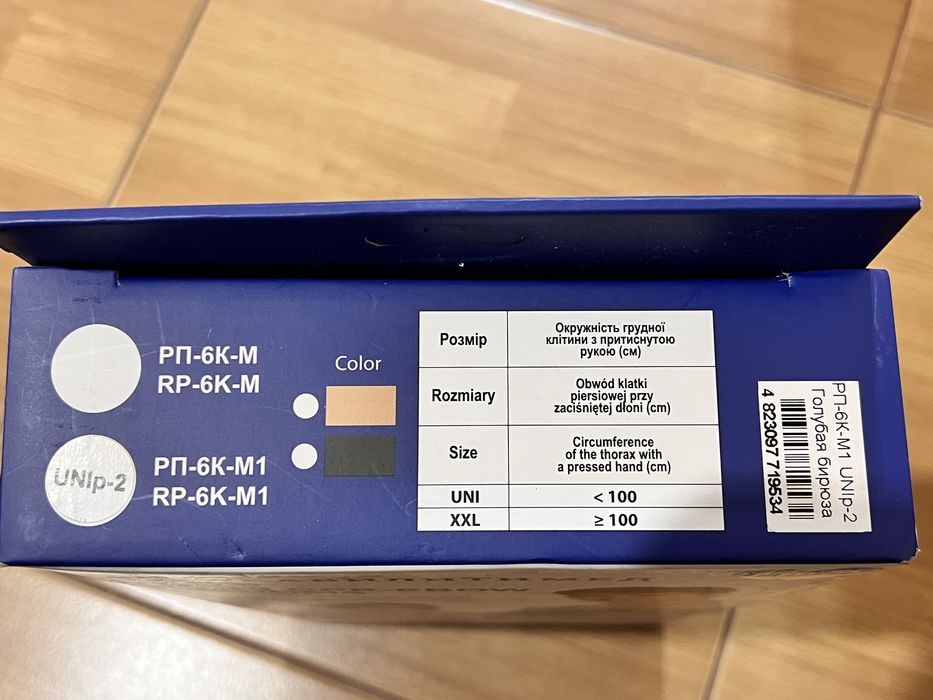 РП-6К-М
RP-6K-M
UNIp-2
РП-6К-М1
RP-6K-M1
Color
Розмір
Окружність грудної
клітини з притиснутою
рукою (см)
Rozmiary
Obwód klatki
piersiowej przy
zaciśniętej dłoni (cm)
Size
Circumference
of the thorax with
a pressed hand (cm)
UNI
< 100
XXL
≥ 100
РП-6К-М1 UNIp-2
Голубая бирюза
4 823097 719534